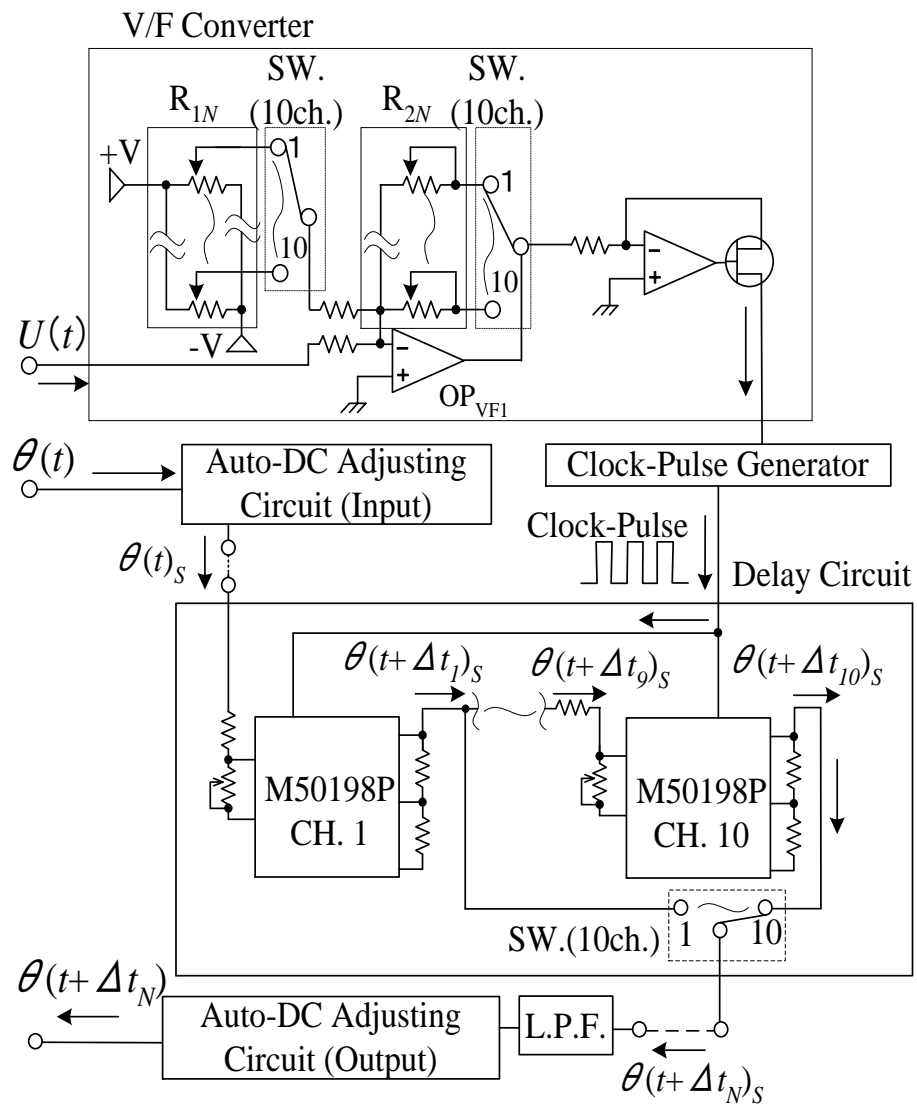 V/F Converter
SW.
(10ch.)
SW.
(10ch.)
R1N
R2N
+V
1
10
1
10
-V
U(t)
−
+
OPVF1
−
+
θ(t)
Auto-DC Adjusting
Circuit (Input)
Clock-Pulse Generator
Clock-Pulse
θ(t)S
Delay Circuit
θ(t+Δt1)S
θ(t+Δt9)S
θ(t+Δt10)S
M50198P
CH. 1
M50198P
CH. 10
SW.(10ch.)
1
10
θ(t+ΔtN)
Auto-DC Adjusting
Circuit (Output)
L.P.F.
θ(t+ΔtN)S